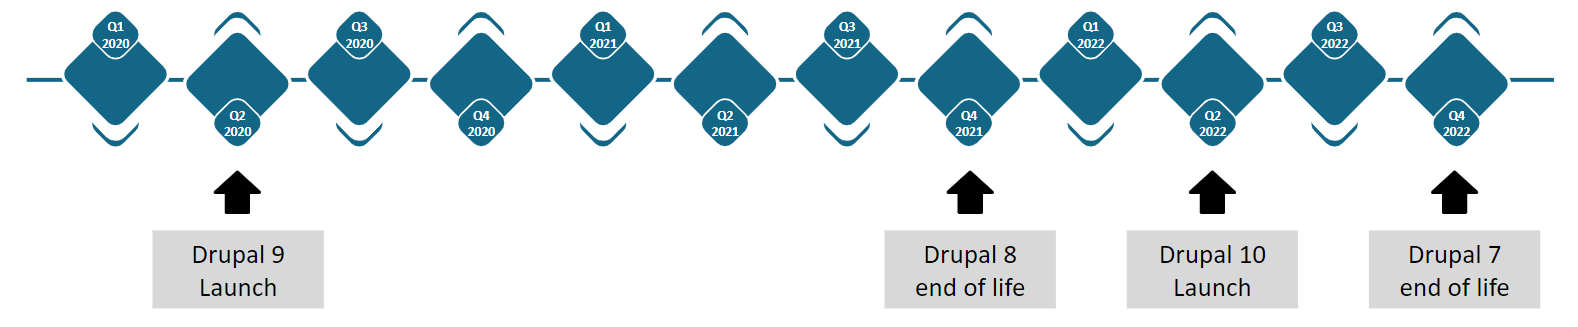 Q1
2020
Q2
2020
Q3
2020
Q4
2020
Q1
2021
Q2
2021
Q3
2021
Q4
2021
Q1
2022
Q2
2022
Q3
2022
Q4
2022
Drupal 9
Launch
Drupal 8
end of life
Drupal 10
Launch
Drupal 7
end of life